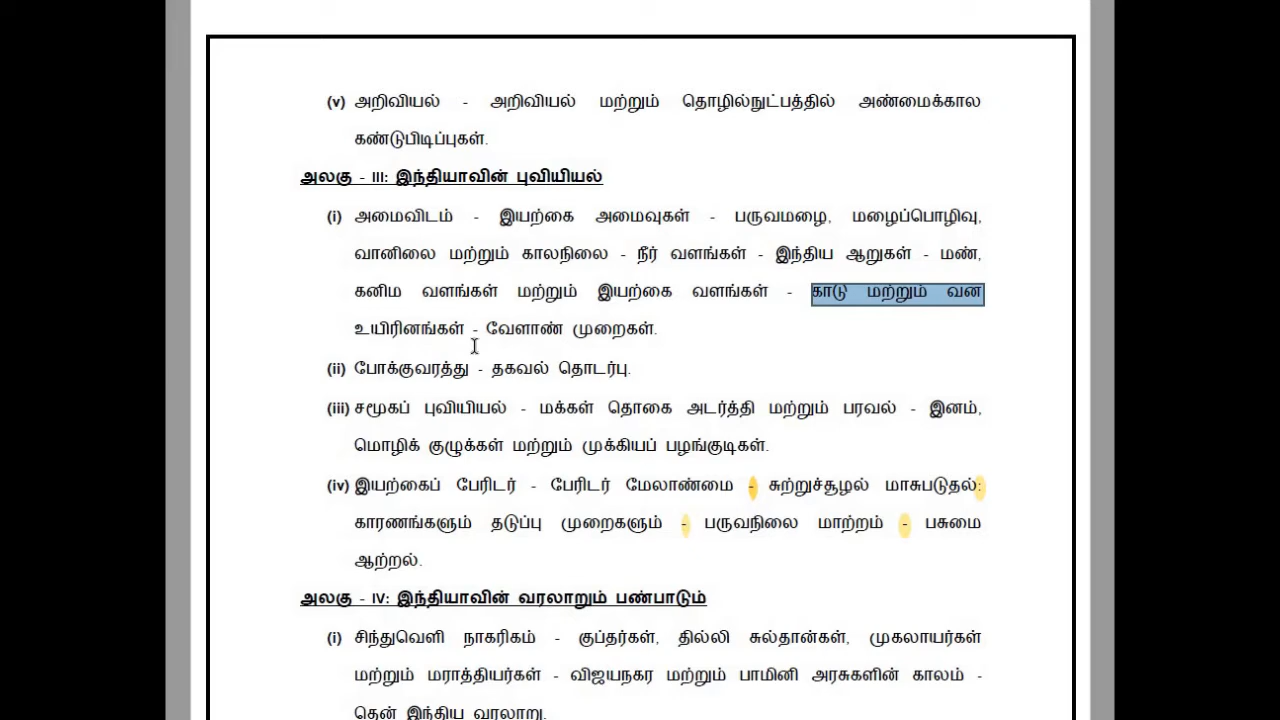 (v) அறிவியல் - அறிவியல் மற்றும் தொழில்நுட்பத்தில் அண்மைக்கால
கண்டுபிடிப்புகள்.
அலகு - III: இந்தியாவின் புவியியல்
(i) அமைவிடம் - இயற்கை அமைவுகள் - பருவமழை, மழைப்பொழிவு,
வானிலை மற்றும் காலநிலை - நீர் வளங்கள் - இந்திய ஆறுகள் - மண்,
கனிம வளங்கள் மற்றும் இயற்கை வளங்கள் - காடு மற்றும் வன
உயிரினங்கள் - வேளாண் முறைகள்.
(ii) போக்குவரத்து - தகவல் தொடர்பு.
(iii) சமூகப் புவியியல் - மக்கள் தொகை அடர்த்தி மற்றும் பரவல் - இனம்,
மொழிக் குழுக்கள் மற்றும் முக்கியப் பழங்குடிகள்.
(iv) இயற்கைப் பேரிடர் - பேரிடர் மேலாண்மை - சுற்றுச்சூழல் மாசுபடுதல்:
காரணங்களும் தடுப்பு முறைகளும் - பருவநிலை மாற்றம் - பசுமை
ஆற்றல்.
அலகு - IV: இந்தியாவின் வரலாறும் பண்பாடும்
(i) சிந்துவெளி நாகரிகம் - குப்தர்கள், தில்லி சுல்தான்கள், முகலாயர்கள்
மற்றும் மராத்தியர்கள் - விஜயநகர மற்றும் பாமினி அரசுகளின் காலம் -
தென் இந்திய வரலாறு.